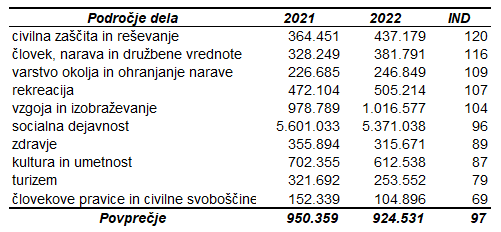 Področje dela 2021 2022 IND
civilna zaščita in reševanje 364.451 437.179 120
človek, narava in družbene vrednote 328.249 381.791 116
varstvo okolja in ohranjanje narave 226.685 246.849 109
rekreacija 472.104 505.214 107
vzgoja in izobraževanje 978.789 1.016.577 104
socialna dejavnost 5.601.033 5.371.038 96
zdravje 355.894 315.671 89
kultura in umetnost 702.355 612.538 87
turizem 321.692 253.552 79
človekove pravice in civilne svoboščine 152.339 104.896 69
Povprečje 950.359 924.531 97